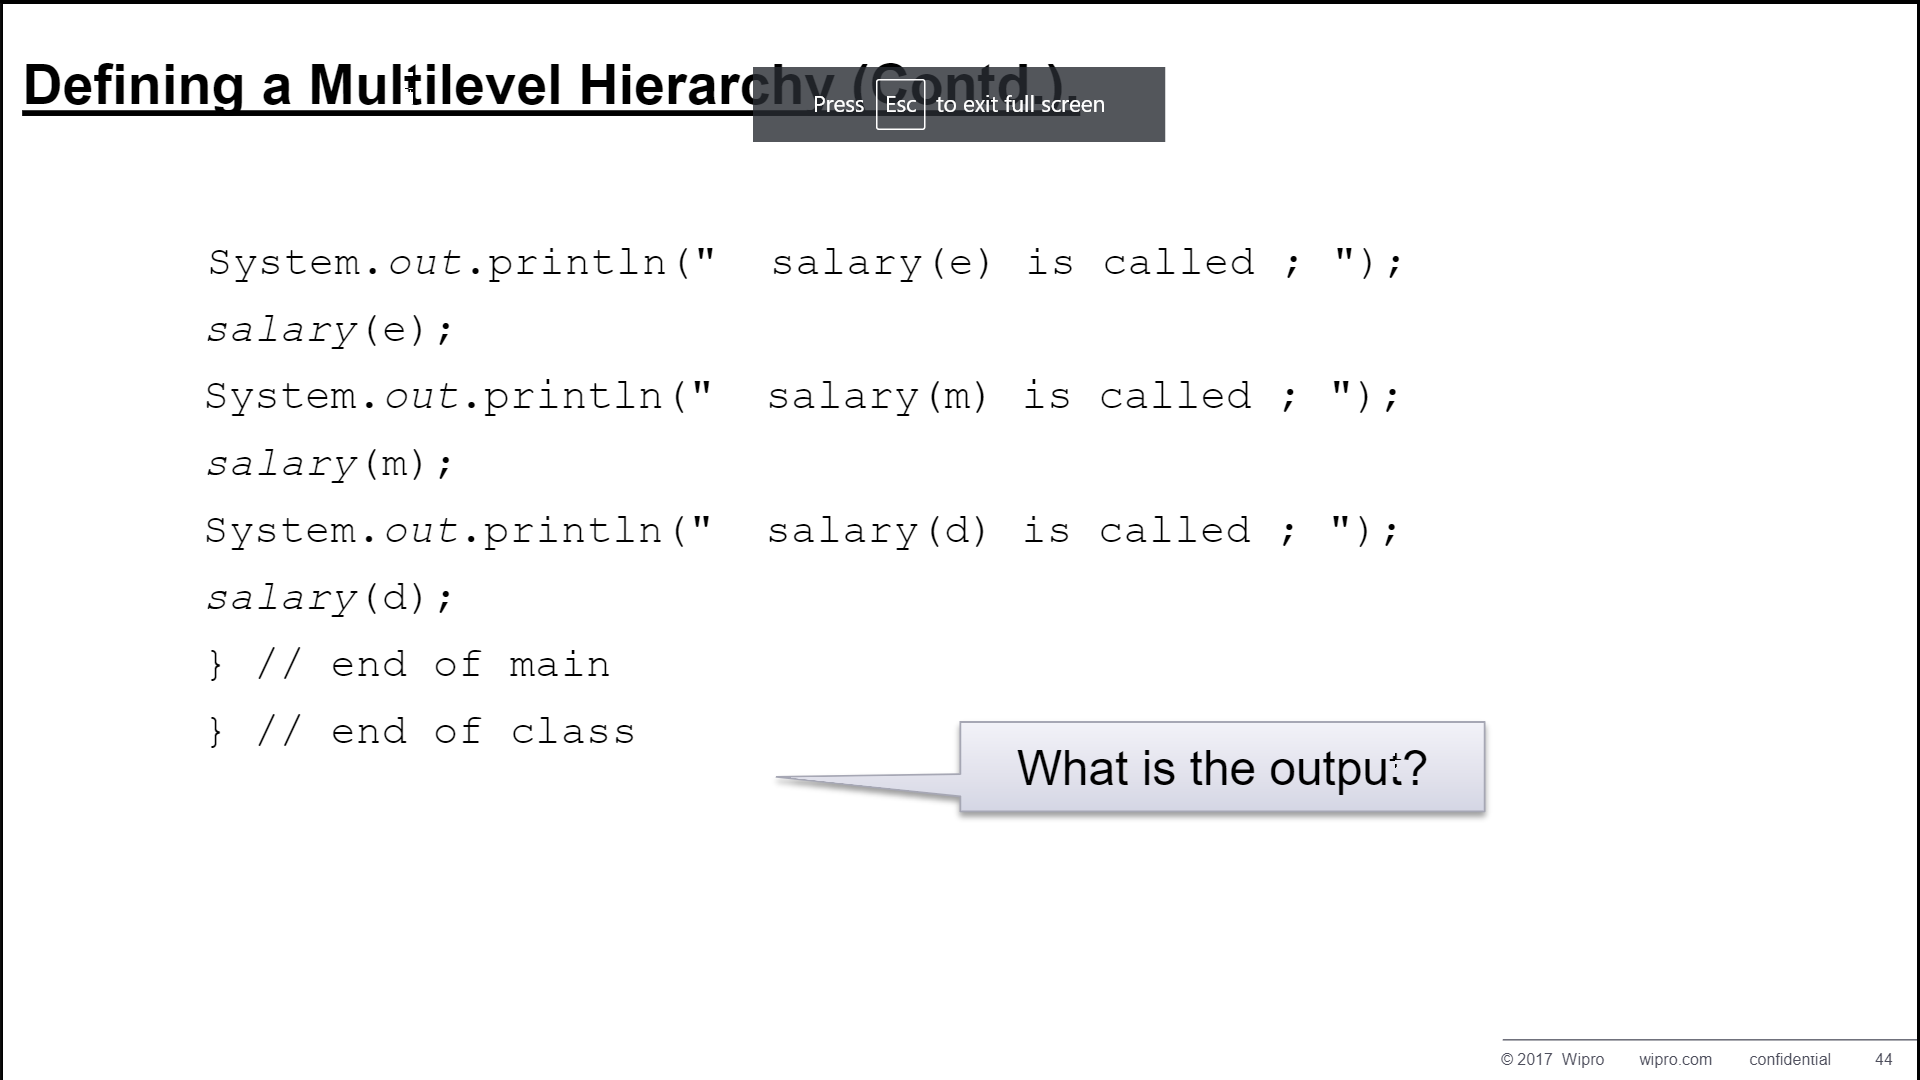 Defining a Multilevel Hierarchy (Contd.).
Press Esc to exit full screen
System.out.println("  salary(e) is called ; ");
salary(e);
System.out.println("  salary(m) is called ; ");
salary(m);
System.out.println("  salary(d) is called ; ");
salary(d);
} // end of main
} // end of class
What is the output?
© 2017 Wipro wipro.com confidential 44